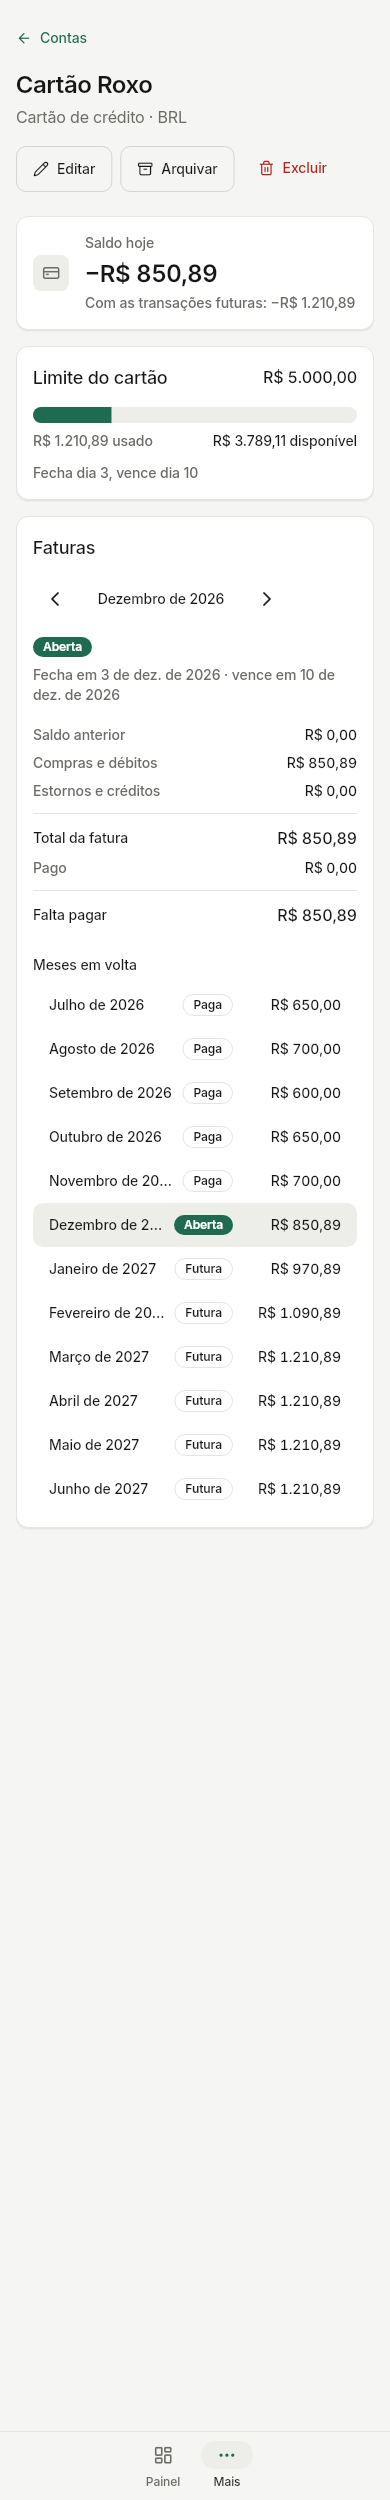 Contas
Cartão Roxo
Cartão de crédito · BRL
Editar Arquivar Excluir
Saldo hoje
−R$ 850,89
Com as transações futuras: −R$ 1.210,89
Limite do cartão R$ 5.000,00
R$ 1.210,89 usado R$ 3.789,11 disponível
Fecha dia 3, vence dia 10
Faturas
Dezembro de 2026
Aberta
Fecha em 3 de dez. de 2026 · vence em 10 de
dez. de 2026
Saldo anterior R$ 0,00
Compras e débitos R$ 850,89
Estornos e créditos R$ 0,00
Total da fatura R$ 850,89
Pago R$ 0,00
Falta pagar R$ 850,89
Meses em volta
Julho de 2026 Paga R$ 650,00
Agosto de 2026 Paga R$ 700,00
Setembro de 2026 Paga R$ 600,00
Outubro de 2026 Paga R$ 650,00
Novembro de 20... Paga R$ 700,00
Dezembro de 2... Aberta R$ 850,89
Janeiro de 2027 Futura R$ 970,89
Fevereiro de 20... Futura R$ 1.090,89
Março de 2027 Futura R$ 1.210,89
Abril de 2027 Futura R$ 1.210,89
Maio de 2027 Futura R$ 1.210,89
Junho de 2027 Futura R$ 1.210,89
Painel Mais